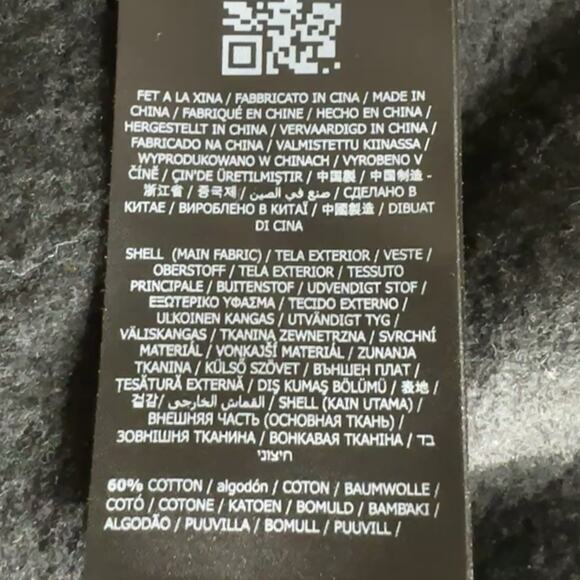 FET A LA XINA / FABBRICATO IN CINA / MADE IN
CHINA / FABRIQUÉ EN CHINE / HECHO EN CHINA /
HERGESTELLT IN CHINA / VERVAARDIGD IN CHINA /
FABRICADO NA CHINA / VALMISTETTU KIINASSA /
WYPRODUKOWANO W CHINACH / VYROBENO V
ČÍNĚ / ÇIN'DE ÜRETILMIŞTIR / 中国製 / 中国制造 -
浙江省 / 중국제 / صنع في الصين / СДЕЛАНО В
КИТАЕ / ВИРОБЛЕНО В КИТАЇ / 中國製造 / DIBUAT
DI CINA
SHELL (MAIN FABRIC) / TELA EXTERIOR / VESTE /
OBERSTOFF / TELA EXTERIOR / TESSUTO
PRINCIPALE / BUITENSTOF / UDVENDIGT STOF /
ΕΞΩΤΕΡΙΚΟ ΥΦΑΣΜΑ / TECIDO EXTERNO /
ULKOINEN KANGAS / UTVÄNDIGT TYG /
VÄLISKANGAS / TKANINA ZEWNĘTRZNA / SVRCHNÍ
MATERIÁL / VONKAJŠÍ MATERIÁL / ZUNANJA
TKANINA / KÜLSŐ SZÖVET / ВЪНШЕН ПЛАТ /
ȚESĂTURĂ EXTERNĂ / DIŞ KUMAŞ BÖLÜMÜ / 表地 /
겉감 / القماش الخارجي / SHELL (KAIN UTAMA) /
ВНЕШНЯЯ ЧАСТЬ (ОСНОВНАЯ ТКАНЬ) /
ЗОВНІШНЯ ТКАНИНА / ВОНКАВАЯ ТКАНІНА / בד
חיצוני
60% COTTON / algodón / COTON / BAUMWOLLE /
COTÓ / COTONE / KATOEN / BOMULD / ΒΑΜΒΆΚΙ /
ALGODÃO / PUUVILLA / BOMULL / PUUVILL /